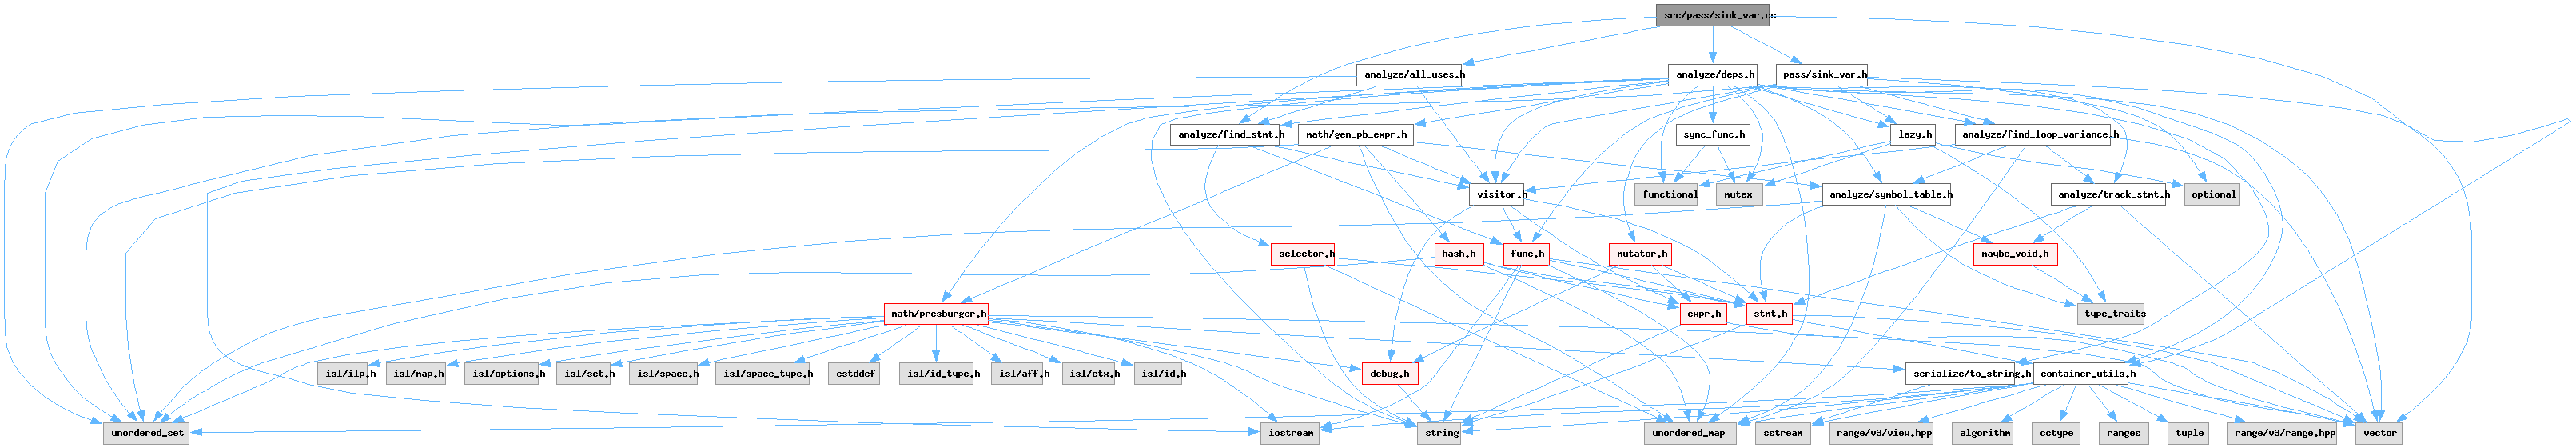 src/pass/sink_var.cc
analyze/all_uses.h
analyze/deps.h
pass/sink_var.h
analyze/find_stmt.h
math/gen_pb_expr.h
sync_func.h
lazy.h
analyze/find_loop_variance.h
visitor.h
functional
mutex
analyze/symbol_table.h
analyze/track_stmt.h
optional
selector.h
hash.h
func.h
mutator.h
maybe_void.h
math/presburger.h
expr.h
stmt.h
type_traits
isl/ilp.h
isl/map.h
isl/options.h
isl/set.h
isl/space.h
isl/space_type.h
cstddef
isl/id_type.h
isl/aff.h
isl/ctx.h
isl/id.h
debug.h
serialize/to_string.h
container_utils.h
unordered_set
iostream
string
unordered_map
sstream
range/v3/view.hpp
algorithm
cctype
ranges
tuple
range/v3/range.hpp
vector